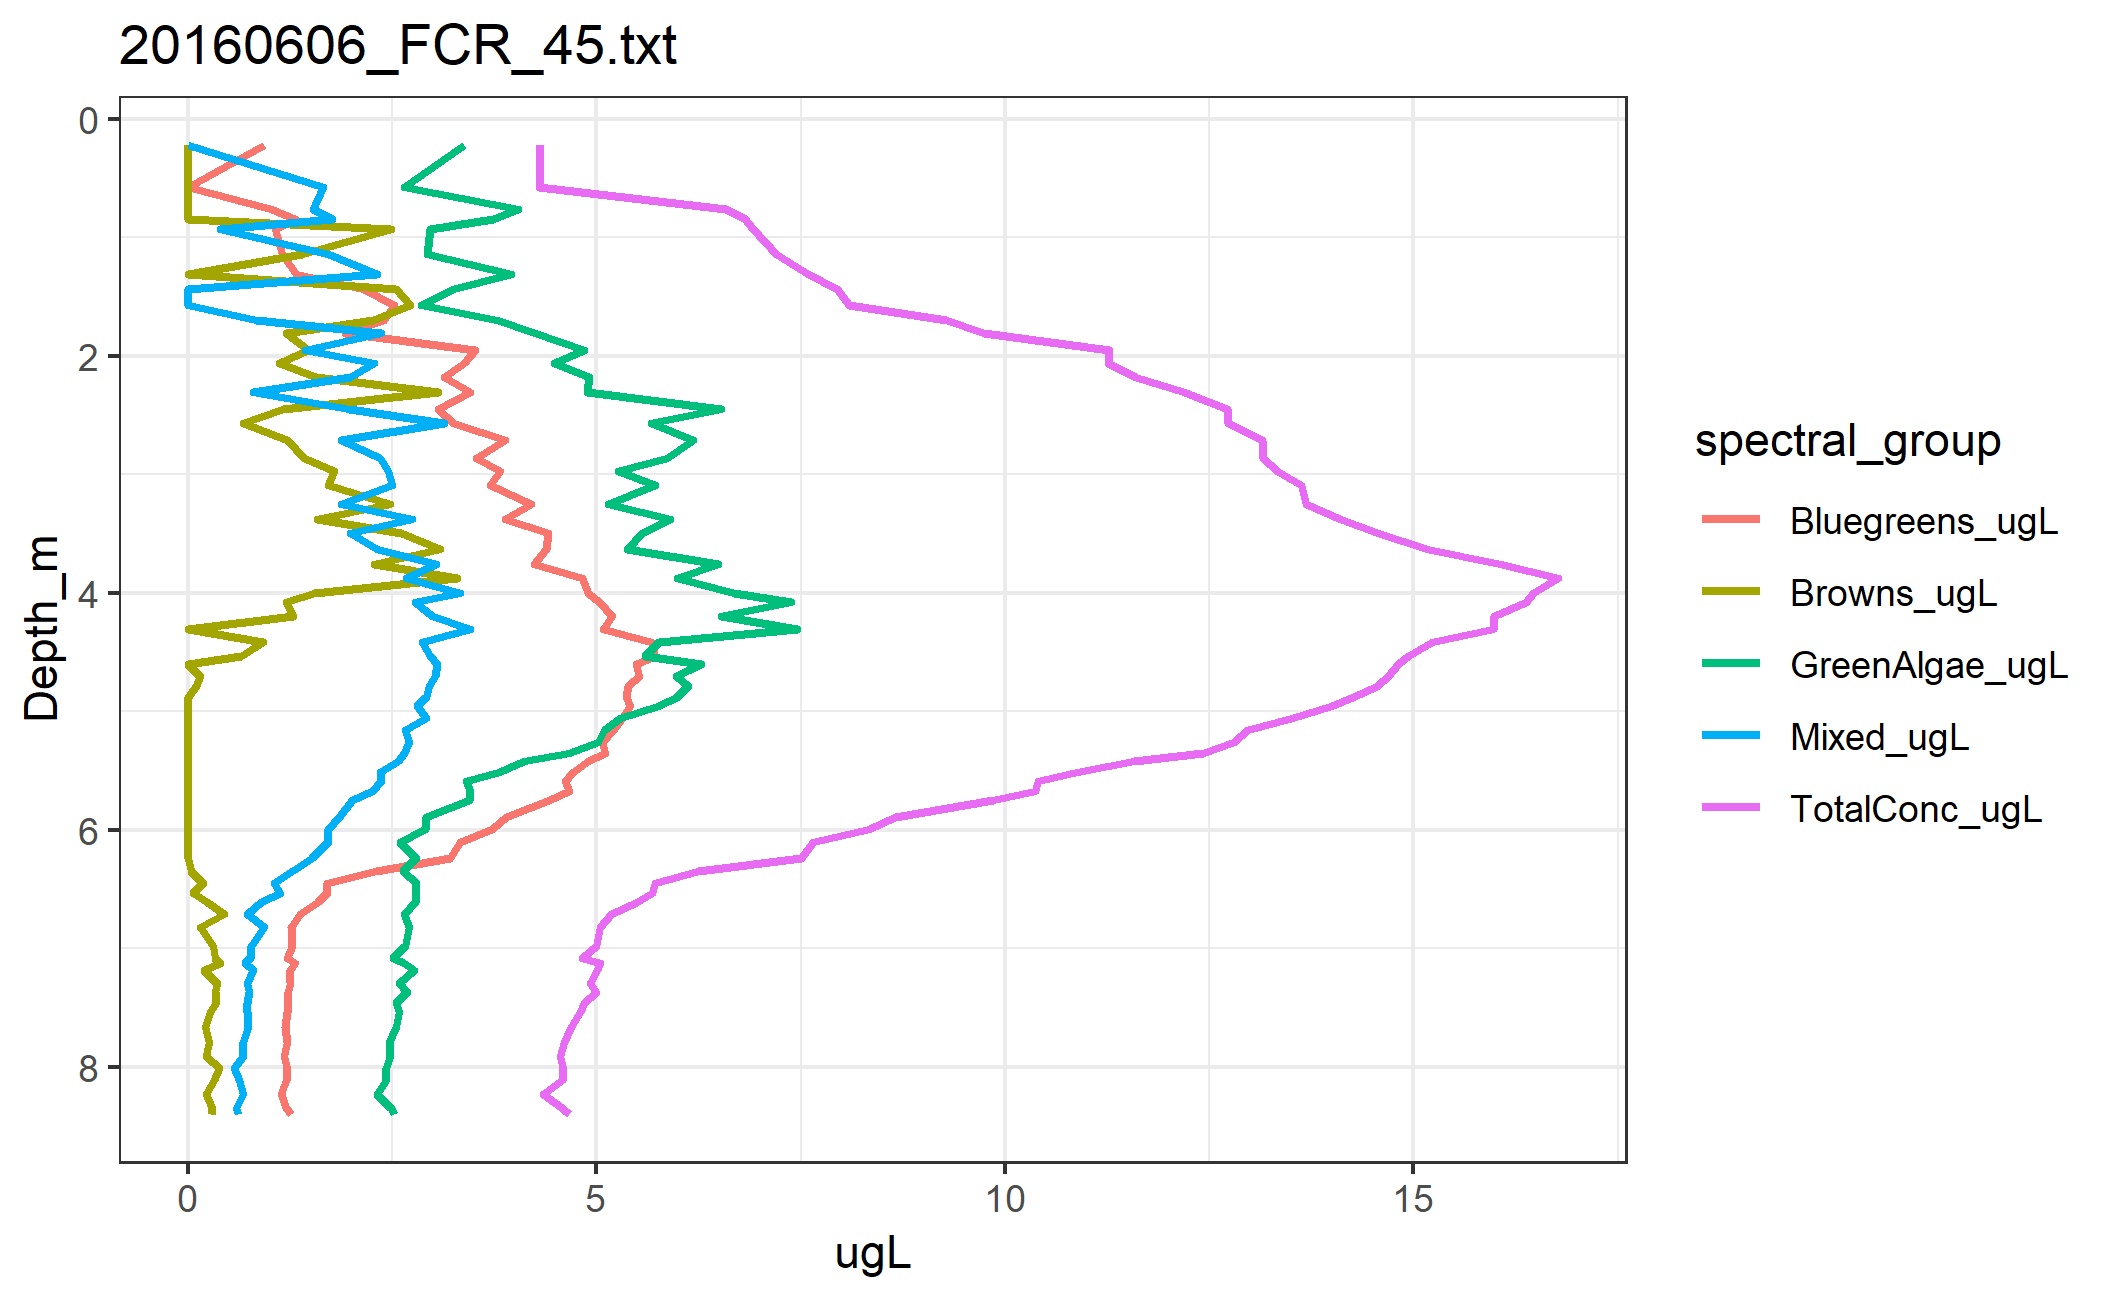 20160606_FCR_45.txt
0
2
4
6
8
Depth_m
0 5 10 15
ugL
spectral_group
Bluegreens_ugL
Browns_ugL
GreenAlgae_ugL
Mixed_ugL
TotalConc_ugL